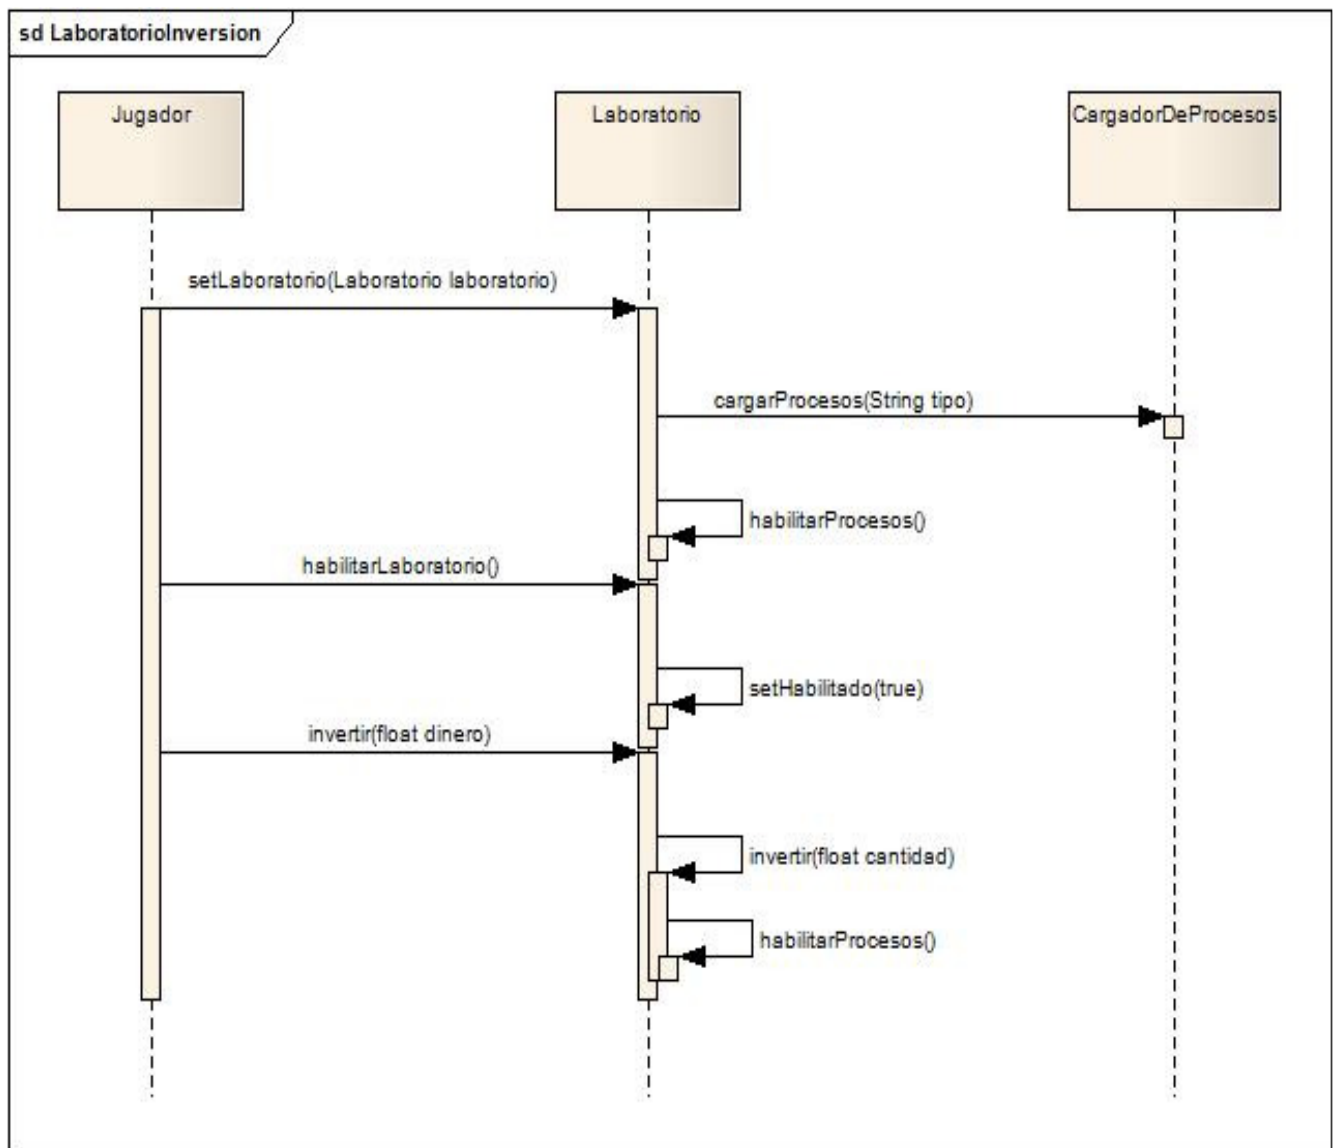 sd LaboratorioInversion
Jugador
Laboratorio
CargadorDeProcesos
setLaboratorio(Laboratorio laboratorio)
cargarProcesos(String tipo)
habilitarProcesos()
habilitarLaboratorio()
setHabilitado(true)
invertir(float dinero)
invertir(float cantidad)
habilitarProcesos()